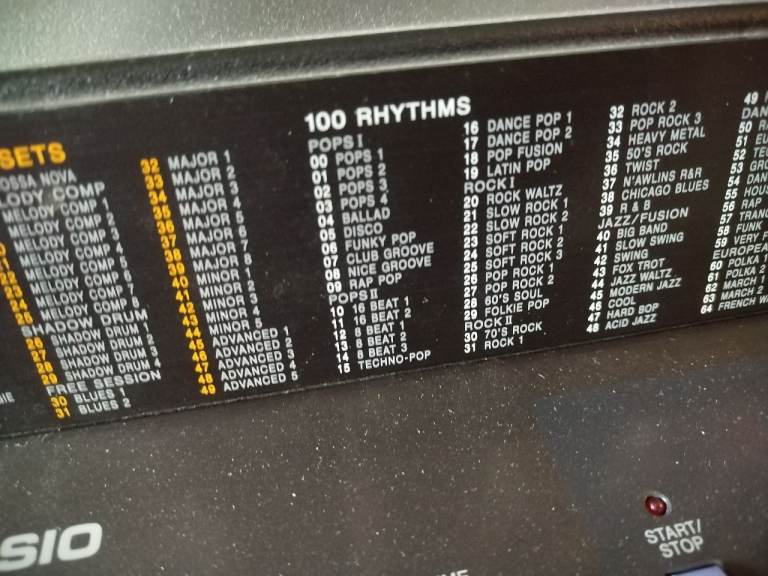 SETS
OSSA NOVA
LODY COMP
MELODY COMP 1
MELODY COMP 2
MELODY COMP 3
MELODY COMP 4
MELODY COMP 5
MELODY COMP 6
MELODY COMP 7
MELODY COMP 8
SHADOW DRUM
26 SHADOW DRUM 1
27 SHADOW DRUM 2
28 SHADOW DRUM 3
29 SHADOW DRUM 4
FREE SESSION
30 BLUES 1
31 BLUES 2
32 MAJOR 1
33 MAJOR 2
34 MAJOR 3
35 MAJOR 4
36 MAJOR 5
37 MAJOR 6
38 MAJOR 7
39 MAJOR 8
40 MINOR 1
41 MINOR 2
42 MINOR 3
43 MINOR 4
44 MINOR 5
45 ADVANCED 1
46 ADVANCED 2
47 ADVANCED 3
48 ADVANCED 4
49 ADVANCED 5
100 RHYTHMS
POPS I
00 POPS 1
01 POPS 2
02 POPS 3
03 POPS 4
04 BALLAD
05 DISCO
06 FUNKY POP
07 CLUB GROOVE
08 NICE GROOVE
09 RAP POP
POPS II
10 16 BEAT 1
11 16 BEAT 2
12 8 BEAT 1
13 8 BEAT 2
14 8 BEAT 3
15 TECHNO-POP
16 DANCE POP 1
17 DANCE POP 2
18 POP FUSION
19 LATIN POP
ROCK I
20 ROCK WALTZ
21 SLOW ROCK 1
22 SLOW ROCK 2
23 SOFT ROCK 1
24 SOFT ROCK 2
25 SOFT ROCK 3
26 POP ROCK 1
27 POP ROCK 2
28 60'S SOUL
29 FOLKIE POP
ROCK II
30 70'S ROCK
31 ROCK 1
32 ROCK 2
33 POP ROCK 3
34 HEAVY METAL
35 50'S ROCK
36 TWIST
37 N'AWLINS R&R
38 CHICAGO BLUES
39 R & B
JAZZ/FUSION
40 BIG BAND
41 SLOW SWING
42 SWING
43 FOX TROT
44 JAZZ WALTZ
45 MODERN JAZZ
46 COOL
47 HARD BOP
48 ACID JAZZ
49
DAN
50 R
51 EU
52 TEC
53 GRO
54 DAN
55 HOUS
56 RAP
57 TRANC
58 FUNK
59 VERY F
EUROPEA
60 POLKA 1
61 POLKA 2
62 MARCH 1
63 MARCH 2
64 FRENCH WA
SIO
START/
STOP